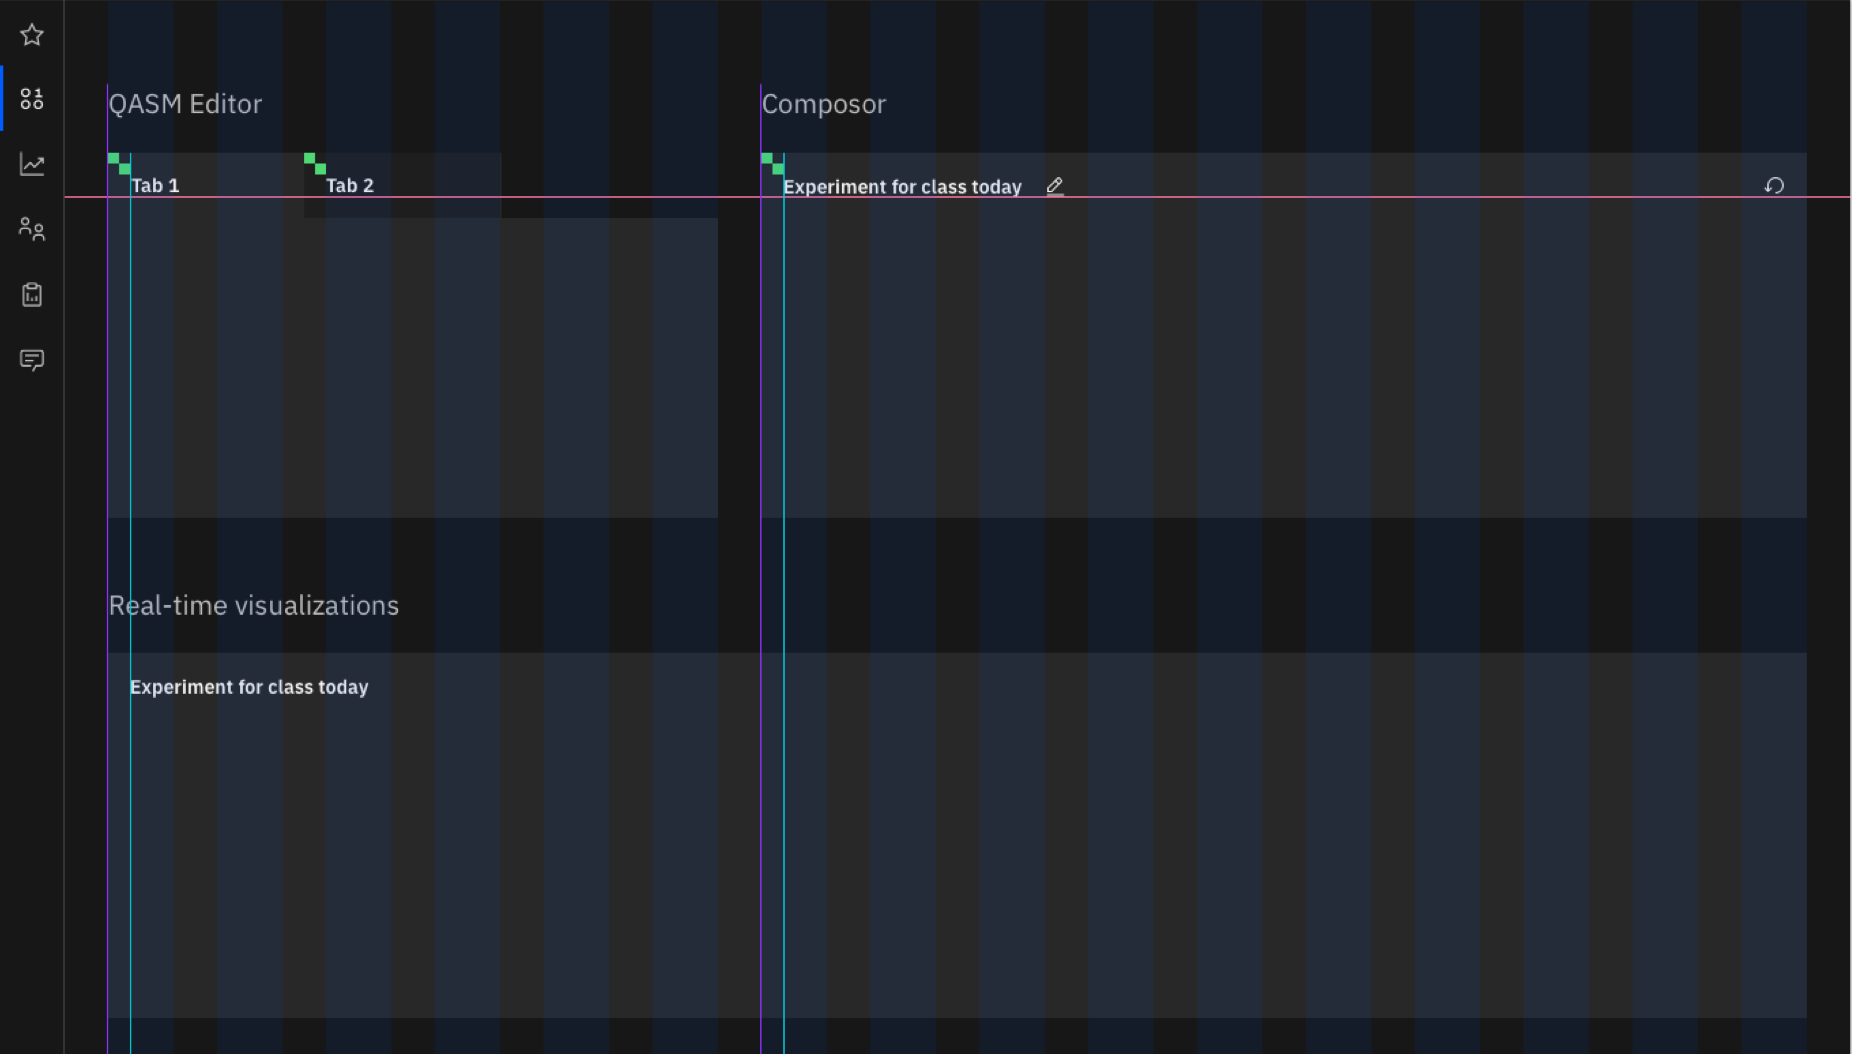 QASM Editor
Composor
Tab 1
Tab 2
Experiment for class today
Real-time visualizations
Experiment for class today